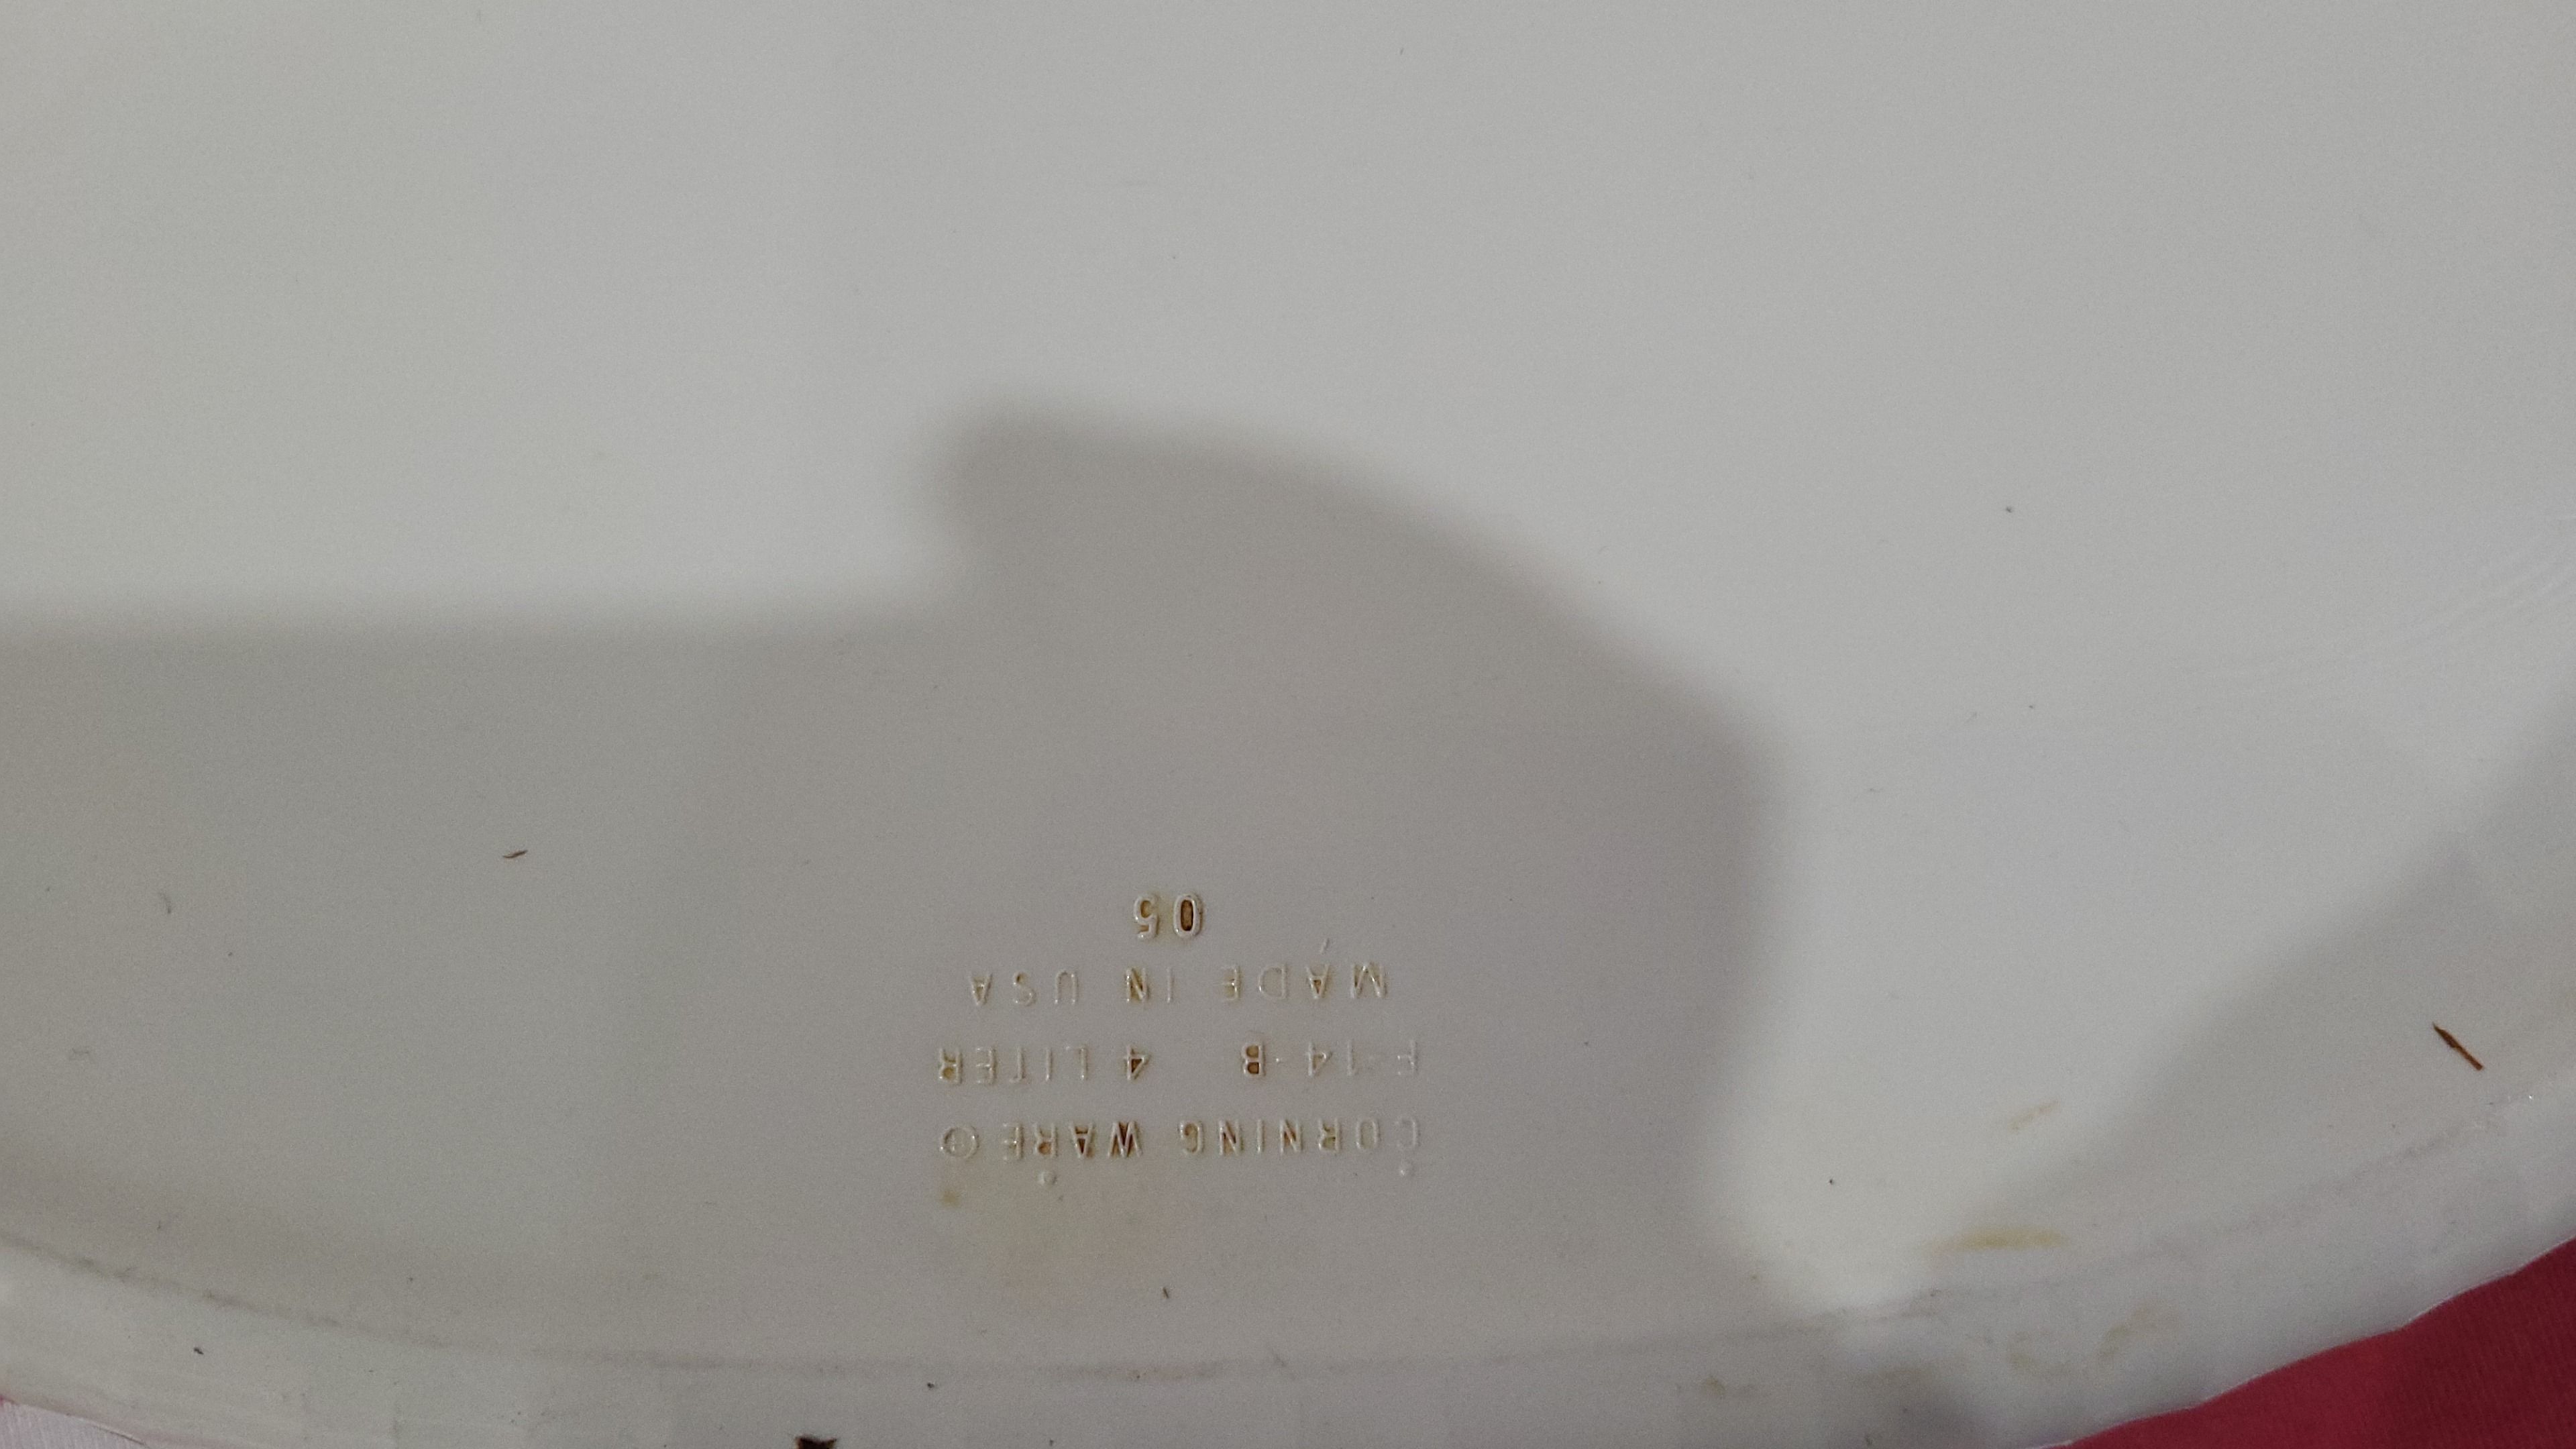 CORNING WARE ®
F-14-B 4 LITER
MADE IN USA
05